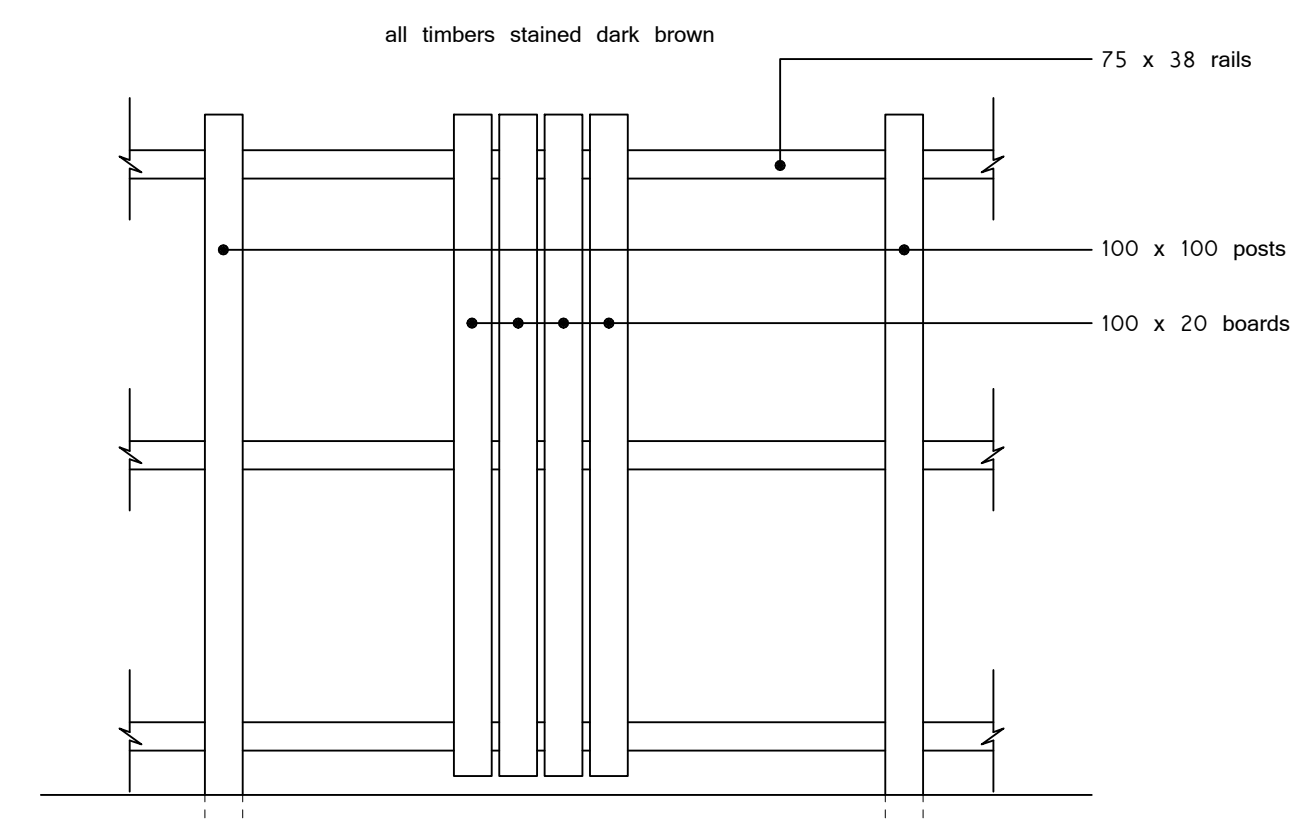 all timbers stained dark brown
75 x 38 rails
100 x 100 posts
100 x 20 boards